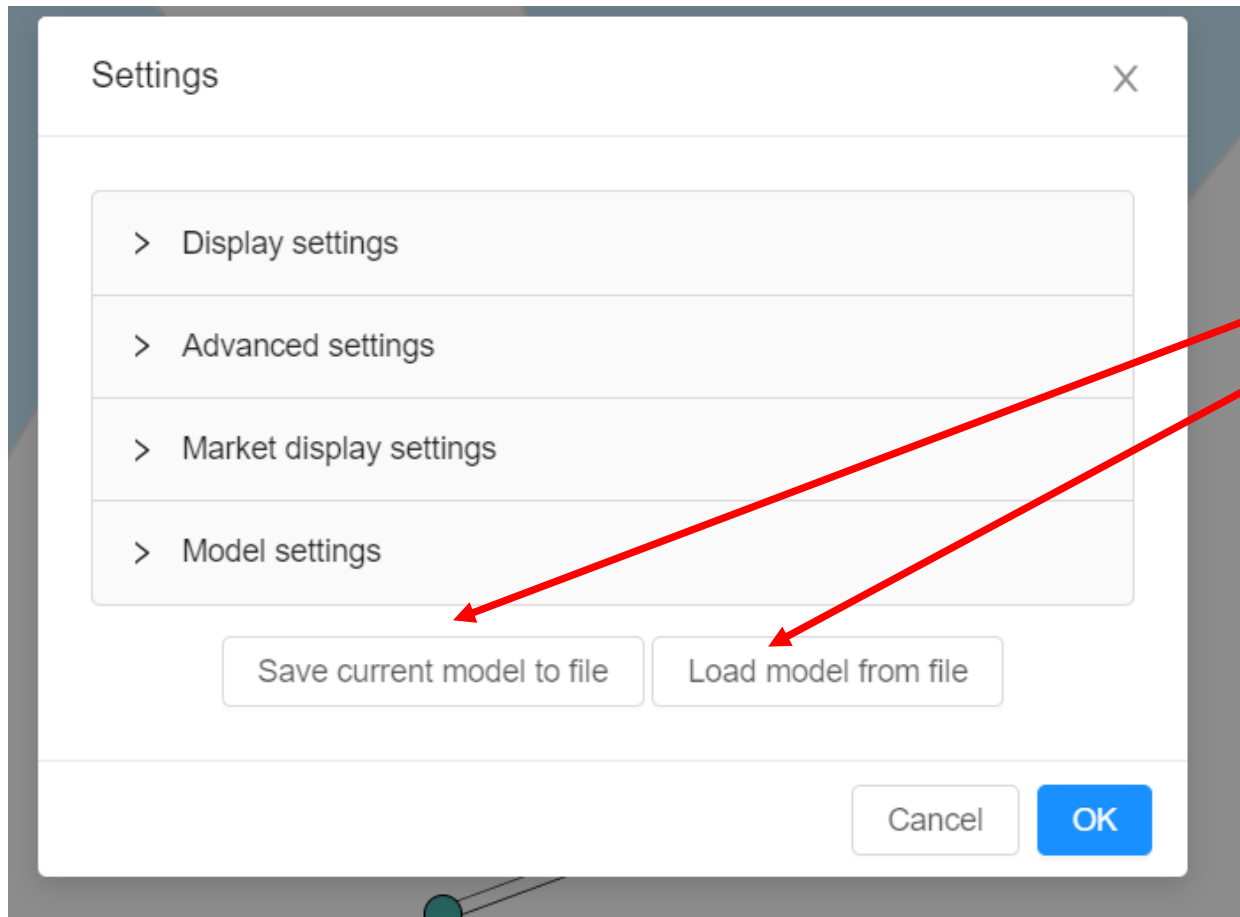 Settings
Display settings
Advanced settings
Market display settings
Model settings
Save current model to file Load model from file
Cancel OK